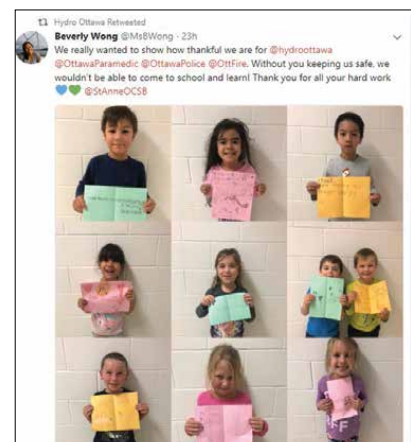 Hydro Ottawa Retweeted
Beverly Wong @MsBWong · 23h
We really wanted to show how thankful we are for @hydroottawa
@OttawaParamedic @OttawaPolice @OttFire. Without you keeping us safe, we
wouldn't be able to come to school and learn! Thank you for all your hard work
💙💚 @StAnneOCSB